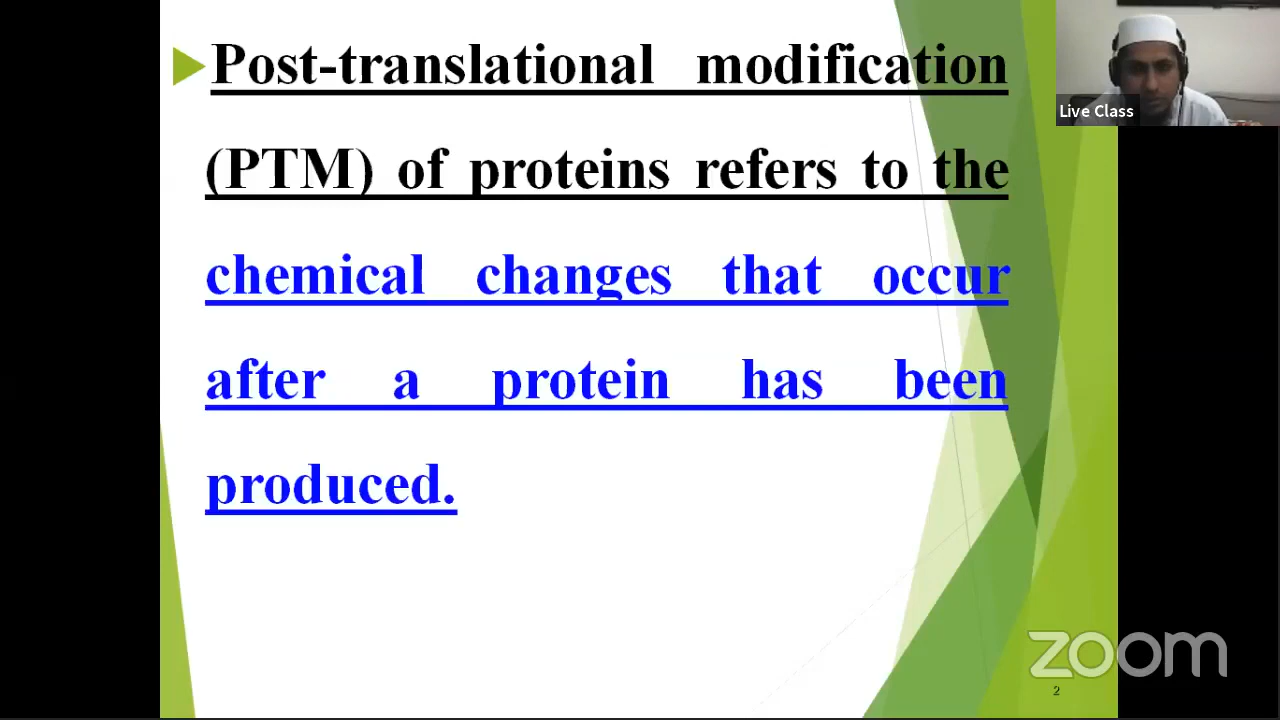 Post-translational modification
(PTM) of proteins refers to the
chemical changes that occur
after a protein has been
produced.
Live Class
zoom
2